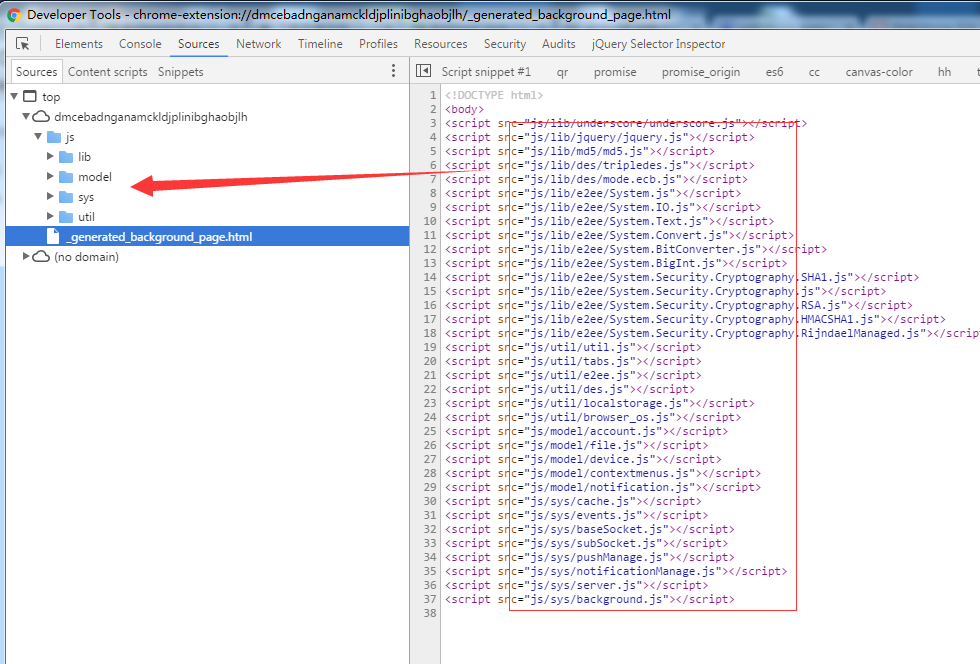 Developer Tools - chrome-extension://dmcebadnganamckldjplinibghaobjlh/_generated_background_page.html
Elements Console Sources Network Timeline Profiles Resources Security Audits jQuery Selector Inspector
Sources Content scripts Snippets
Script snippet #1 qr promise promise_origin es6 cc canvas-color hh t
top
dmcebadnganamckldjplinibghaobjlh
js
lib
model
sys
util
_generated_background_page.html
(no domain)
1 <!DOCTYPE html>
2 <body>
3 <script src="js/lib/underscore/underscore.js"></script>
4 <script src="js/lib/jquery/jquery.js"></script>
5 <script src="js/lib/md5/md5.js"></script>
6 <script src="js/lib/des/tripledes.js"></script>
7 <script src="js/lib/des/mode.ecb.js"></script>
8 <script src="js/lib/e2ee/System.js"></script>
9 <script src="js/lib/e2ee/System.IO.js"></script>
10 <script src="js/lib/e2ee/System.Text.js"></script>
11 <script src="js/lib/e2ee/System.Convert.js"></script>
12 <script src="js/lib/e2ee/System.BitConverter.js"></script>
13 <script src="js/lib/e2ee/System.BigInt.js"></script>
14 <script src="js/lib/e2ee/System.Security.Cryptography.SHA1.js"></script>
15 <script src="js/lib/e2ee/System.Security.Cryptography.js"></script>
16 <script src="js/lib/e2ee/System.Security.Cryptography.RSA.js"></script>
17 <script src="js/lib/e2ee/System.Security.Cryptography.HMACSHA1.js"></script>
18 <script src="js/lib/e2ee/System.Security.Cryptography.RijndaelManaged.js"></scrip
19 <script src="js/util/util.js"></script>
20 <script src="js/util/tabs.js"></script>
21 <script src="js/util/e2ee.js"></script>
22 <script src="js/util/des.js"></script>
23 <script src="js/util/localstorage.js"></script>
24 <script src="js/util/browser_os.js"></script>
25 <script src="js/model/account.js"></script>
26 <script src="js/model/file.js"></script>
27 <script src="js/model/device.js"></script>
28 <script src="js/model/contextmenus.js"></script>
29 <script src="js/model/notification.js"></script>
30 <script src="js/sys/cache.js"></script>
31 <script src="js/sys/events.js"></script>
32 <script src="js/sys/baseSocket.js"></script>
33 <script src="js/sys/subSocket.js"></script>
34 <script src="js/sys/pushManage.js"></script>
35 <script src="js/sys/notificationManage.js"></script>
36 <script src="js/sys/server.js"></script>
37 <script src="js/sys/background.js"></script>
38